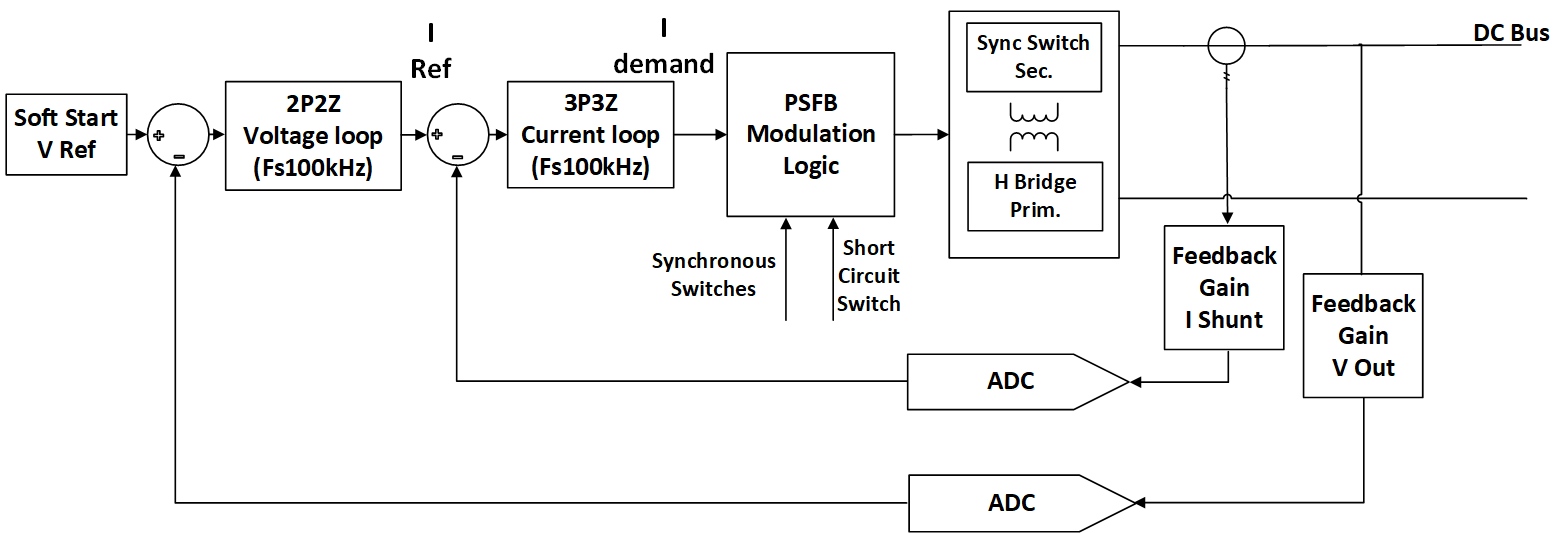 I
Ref
I
demand
Soft Start
V Ref
2P2Z
Voltage loop
(Fs100kHz)
3P3Z
Current loop
(Fs100kHz)
PSFB
Modulation
Logic
Synchronous
Switches
Short
Circuit
Switch
Sync Switch
Sec.
H Bridge
Prim.
DC Bus
Feedback
Gain
I Shunt
Feedback
Gain
V Out
ADC
ADC